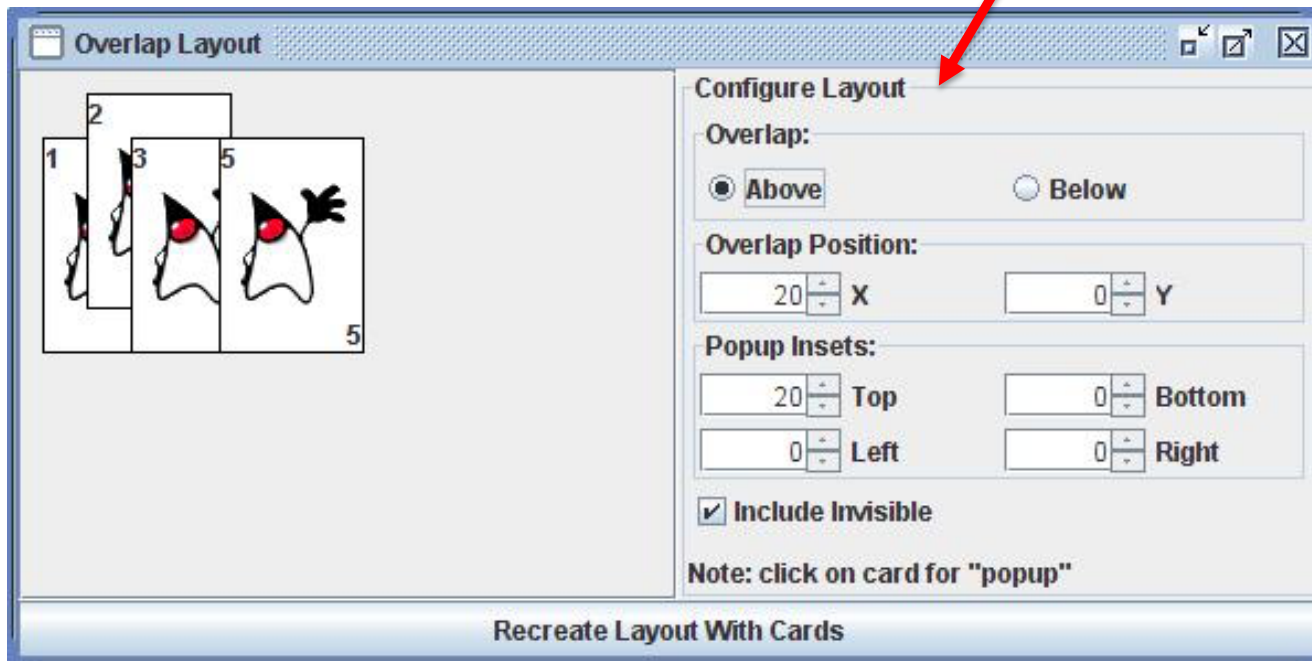 Overlap Layout
2
1 3 5
5
Configure Layout
Overlap:
Above Below
Overlap Position:
20 X 0 Y
Popup Insets:
20 Top 0 Bottom
0 Left 0 Right
Include Invisible
Note: click on card for "popup"
Recreate Layout With Cards